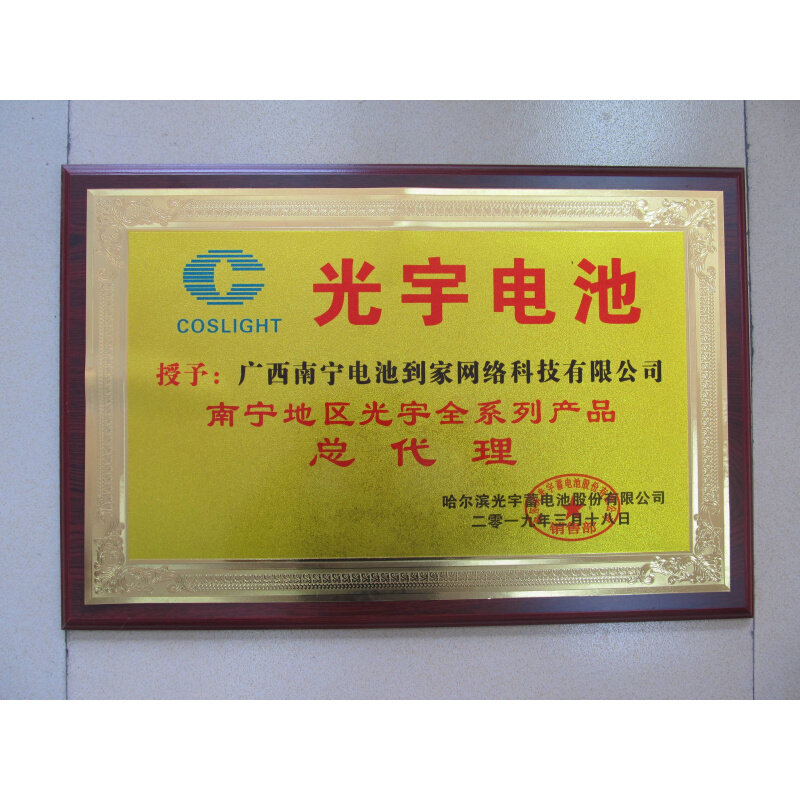 COSLIGHT
光宇电池
授予：广西南宁电池到家网络科技有限公司
南宁地区光宇全系列产品
总代理
哈尔滨光宇蓄电池股份有限公司
二零一九年三月十八日
销售部